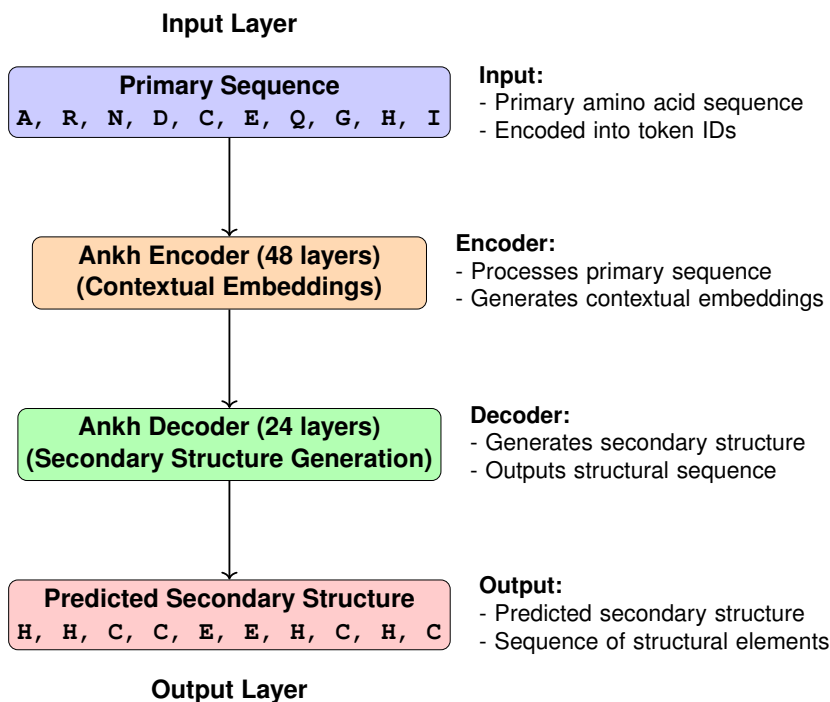 Input Layer
Primary Sequence
A, R, N, D, C, E, Q, G, H, I
Input:
- Primary amino acid sequence
- Encoded into token IDs
Ankh Encoder (48 layers)
(Contextual Embeddings)
Encoder:
- Processes primary sequence
- Generates contextual embeddings
Ankh Decoder (24 layers)
(Secondary Structure Generation)
Decoder:
- Generates secondary structure
- Outputs structural sequence
Predicted Secondary Structure
H, H, C, C, E, E, H, C, H, C
Output:
- Predicted secondary structure
- Sequence of structural elements
Output Layer